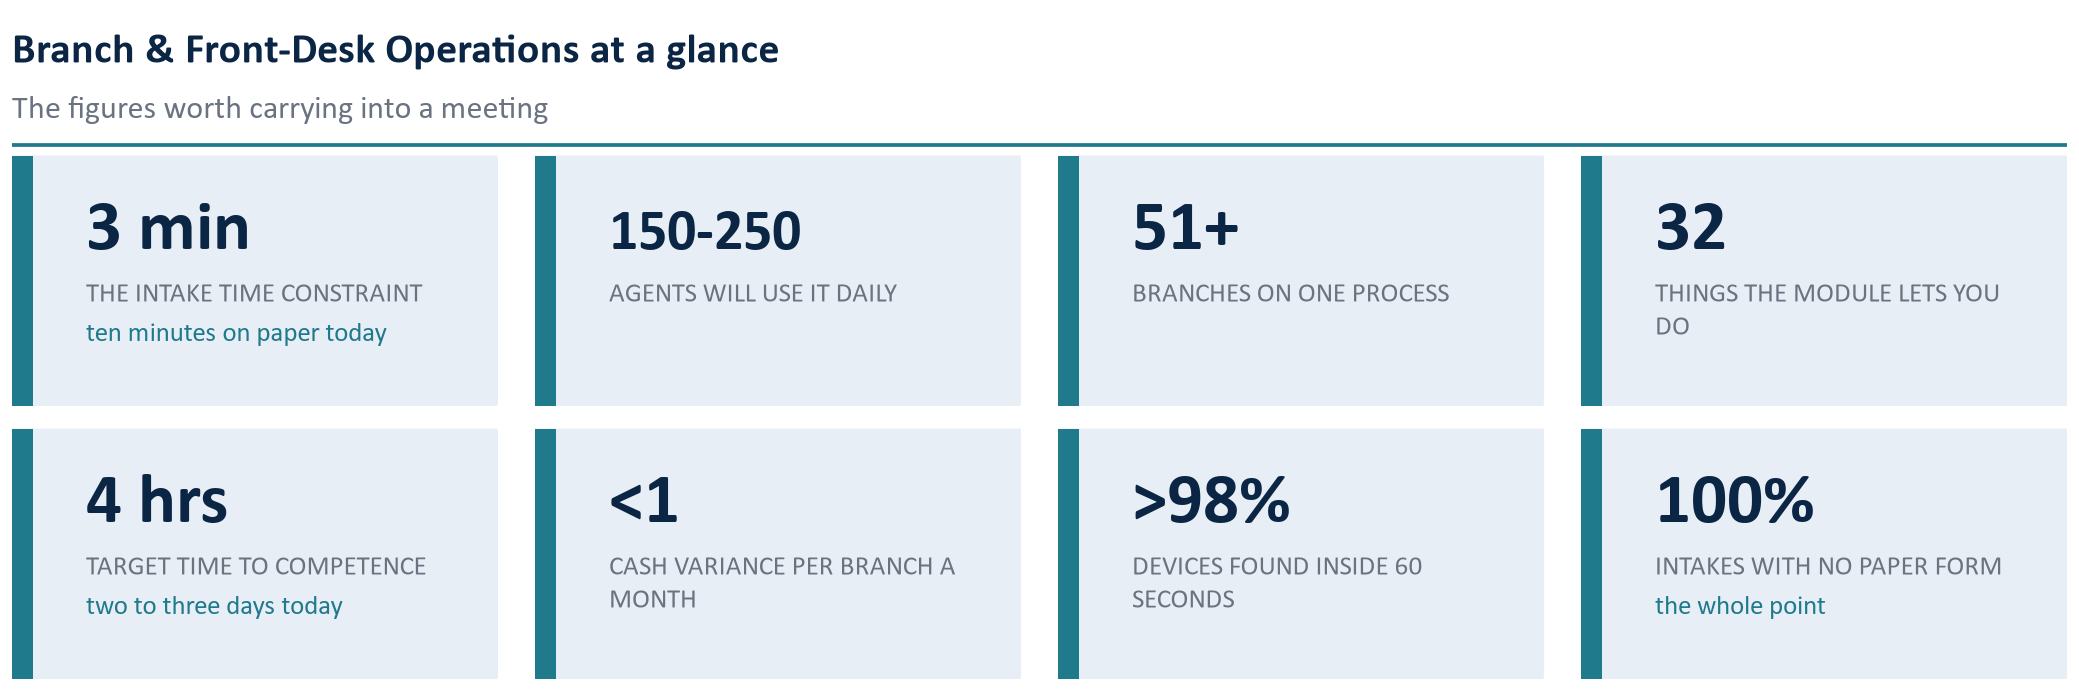 Branch & Front-Desk Operations at a glance
The figures worth carrying into a meeting
3 min
THE INTAKE TIME CONSTRAINT
ten minutes on paper today
150-250
AGENTS WILL USE IT DAILY
51+
BRANCHES ON ONE PROCESS
32
THINGS THE MODULE LETS YOU
DO
4 hrs
TARGET TIME TO COMPETENCE
two to three days today
<1
CASH VARIANCE PER BRANCH A
MONTH
>98%
DEVICES FOUND INSIDE 60
SECONDS
100%
INTAKES WITH NO PAPER FORM
the whole point